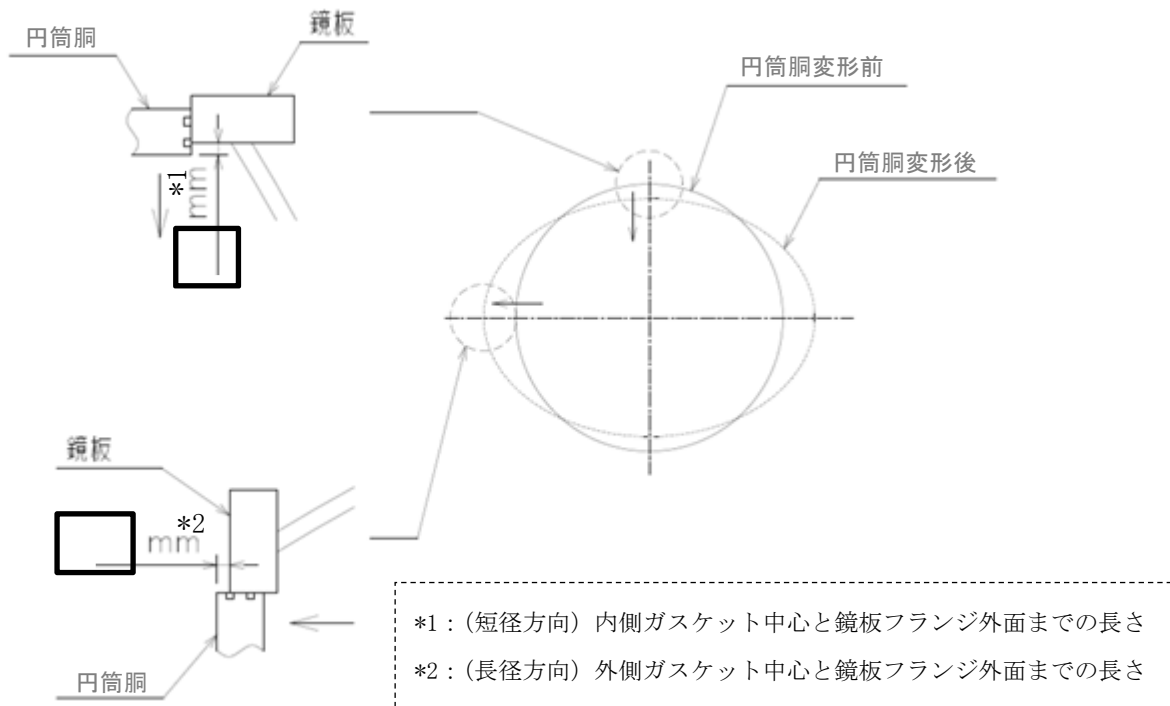 円筒胴
鏡板
円筒胴変形前
円筒胴変形後
*1
mm
鏡板
*2
mm
円筒胴
*1：(短径方向) 内側ガスケット中心と鏡板フランジ外面までの長さ
*2：(長径方向) 外側ガスケット中心と鏡板フランジ外面までの長さ